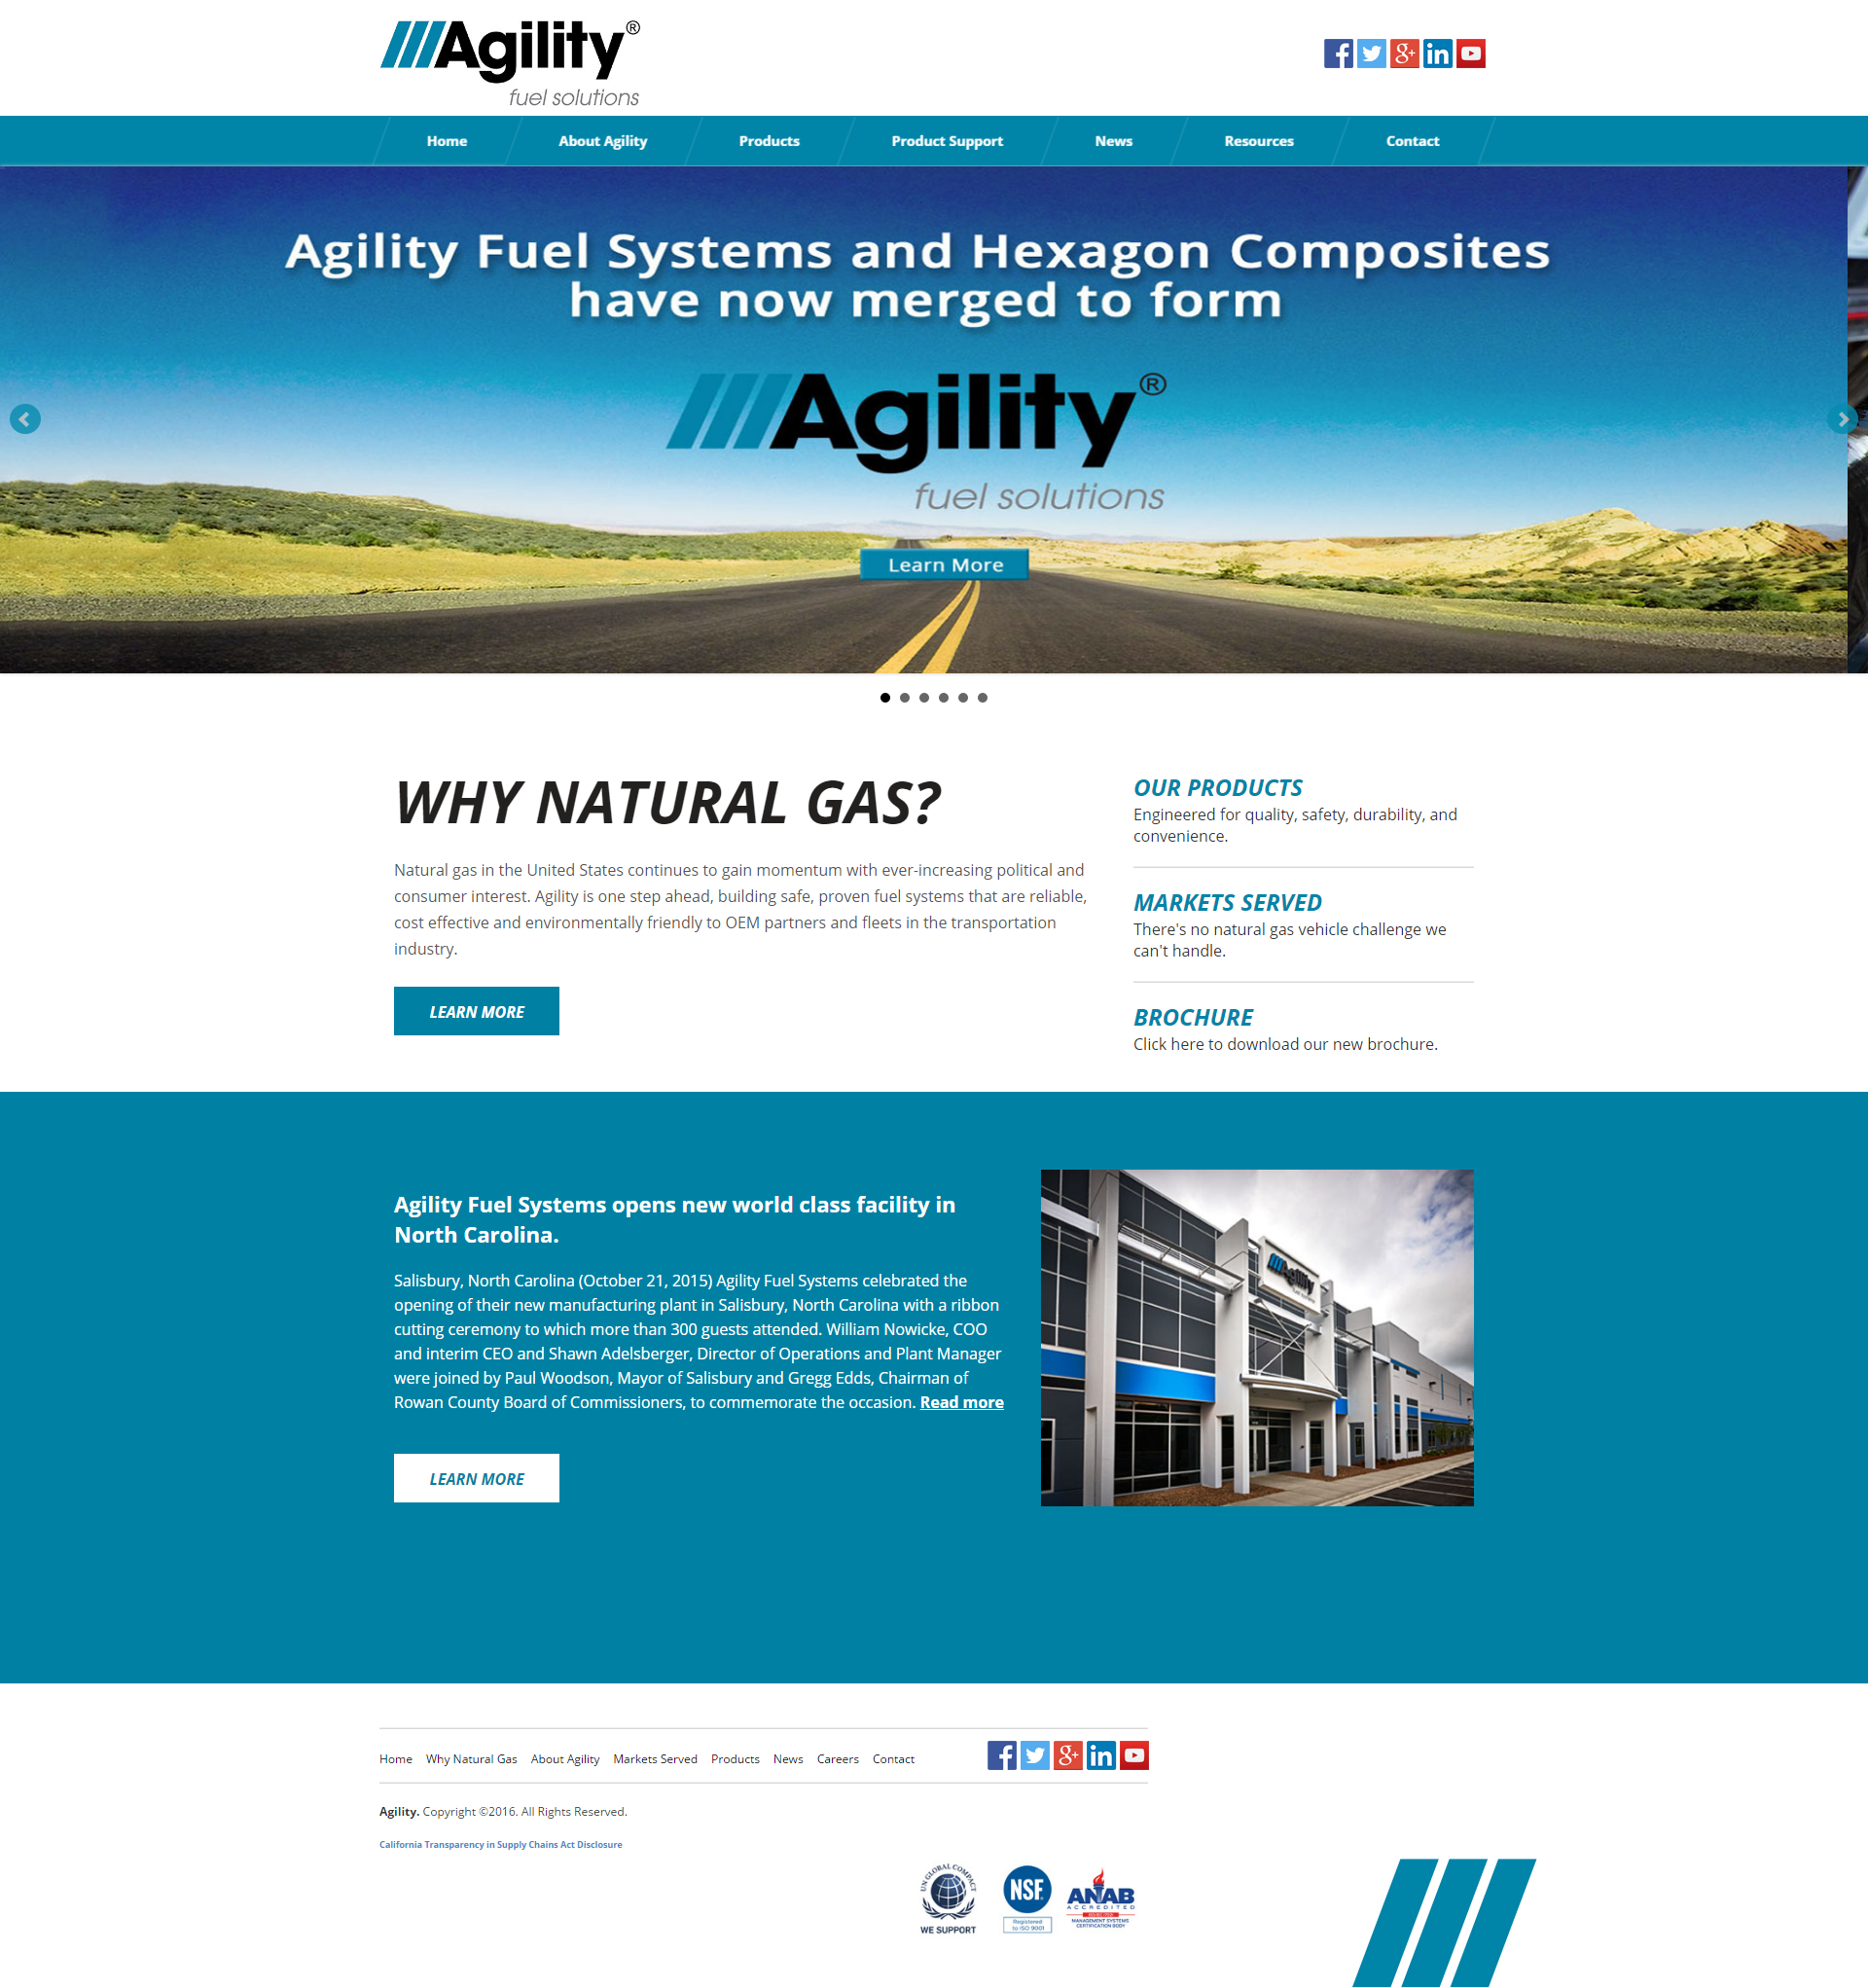 Agility®
fuel solutions
Home
About Agility
Products
Product Support
News
Resources
Contact
Agility Fuel Systems and Hexagon Composites
have now merged to form
Agility®
fuel solutions
Learn More
WHY NATURAL GAS?
Natural gas in the United States continues to gain momentum with ever-increasing political and
consumer interest. Agility is one step ahead, building safe, proven fuel systems that are reliable,
cost effective and environmentally friendly to OEM partners and fleets in the transportation
industry.
LEARN MORE
OUR PRODUCTS
Engineered for quality, safety, durability, and
convenience.
MARKETS SERVED
There's no natural gas vehicle challenge we
can't handle.
BROCHURE
Click here to download our new brochure.
Agility Fuel Systems opens new world class facility in
North Carolina.
Salisbury, North Carolina (October 21, 2015) Agility Fuel Systems celebrated the
opening of their new manufacturing plant in Salisbury, North Carolina with a ribbon
cutting ceremony to which more than 300 guests attended. William Nowicke, COO
and interim CEO and Shawn Adelsberger, Director of Operations and Plant Manager
were joined by Paul Woodson, Mayor of Salisbury and Gregg Edds, Chairman of
Rowan County Board of Commissioners, to commemorate the occasion. Read more
LEARN MORE
Agility
Home
Why Natural Gas
About Agility
Markets Served
Products
News
Careers
Contact
Agility. Copyright ©2016. All Rights Reserved.
California Transparency in Supply Chains Act Disclosure
UN GLOBAL COMPACT
WE SUPPORT
NSF
Registered
to ISO 9001
ANAB
ACCREDITED
MANAGEMENT SYSTEMS
CERTIFICATION BODY